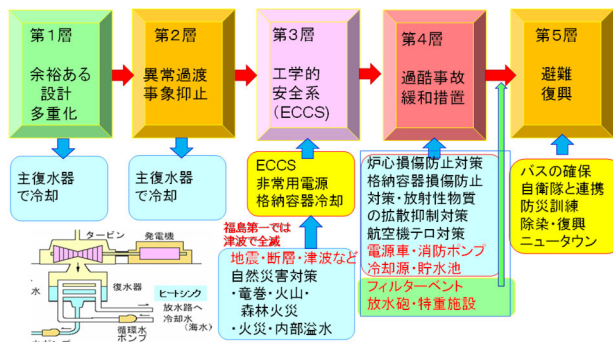 第1層
余裕ある
設計
多重化
第2層
異常過渡
事象抑止
第3層
工学的
安全系
(ECCS)
第4層
過酷事故
緩和措置
第5層
避難
復興
主復水器
で冷却
主復水器
で冷却
ECCS
非常用電源
格納容器冷却
炉心損傷防止対策
格納容器損傷防止
対策・放射性物質
の拡散抑制対策
航空機テロ対策
電源車・消防ポンプ
冷却源・貯水池
フィルターベント
放水砲・特重施設
バスの確保
自衛隊と連携
防災訓練
除染・復興
ニュータウン
福島第一では
津波で全滅
地震・断層・津波など
自然災害対策
・竜巻・火山・
森林火災
・火災・内部溢水
タービン
発電機
復水器
ヒートシンク
放水路へ
冷却水
(海水)
循環水
ポンプ
水